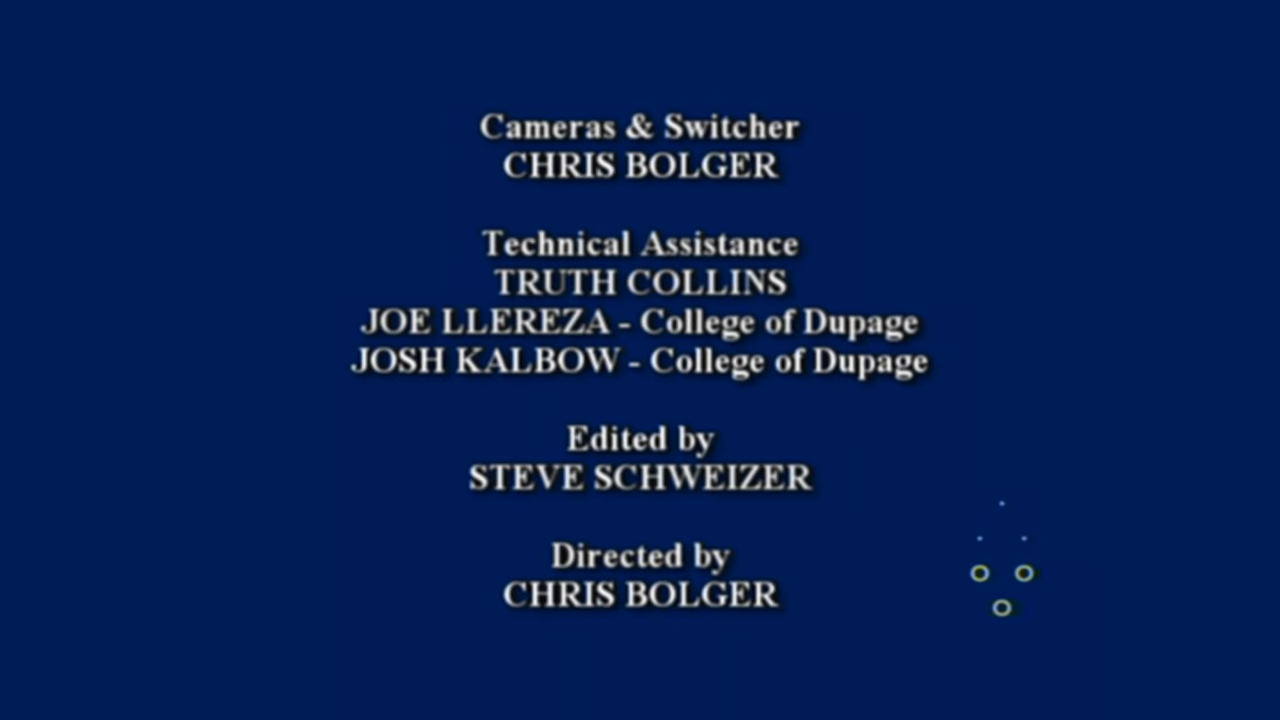 Cameras & Switcher
CHRIS BOLGER
Technical Assistance
TRUTH COLLINS
JOE LLEREZA - College of Dupage
JOSH KALBOW - College of Dupage
Edited by
STEVE SCHWEIZER
Directed by
CHRIS BOLGER